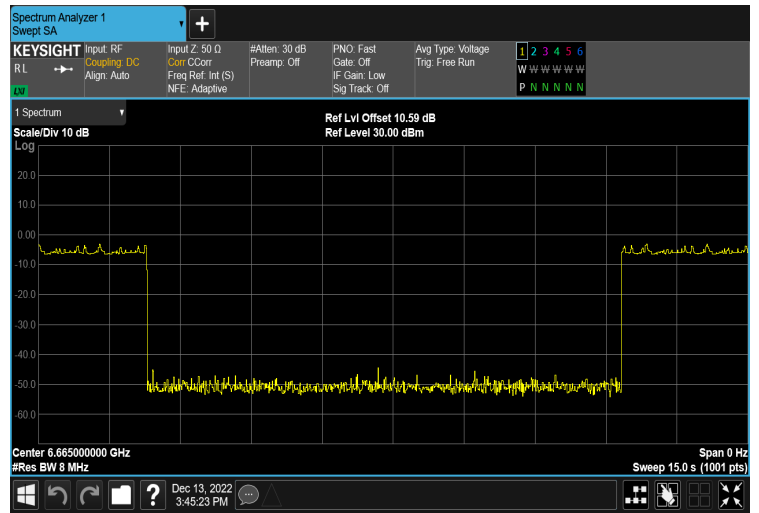 Spectrum Analyzer 1
Swept SA
+
KEYSIGHT Input: RF Input Z: 50 Ω #Atten: 30 dB PNO: Fast Avg Type: Voltage 1 2 3 4 5 6
RL Coupling: DC Corr CCorr Preamp: Off Gate: Off Trig: Free Run W W W W W W
Align: Auto Freq Ref: Int (S) IF Gain: Low
LXI NFE: Adaptive Sig Track: Off P N N N N N
1 Spectrum Ref Lvl Offset 10.59 dB
Scale/Div 10 dB Ref Level 30.00 dBm
Log
20.0
10.0
0.00
-10.0
-20.0
-30.0
-40.0
-50.0
-60.0
Center 6.665000000 GHz Span 0 Hz
#Res BW 8 MHz Sweep 15.0 s (1001 pts)
? Dec 13, 2022
3:45:23 PM